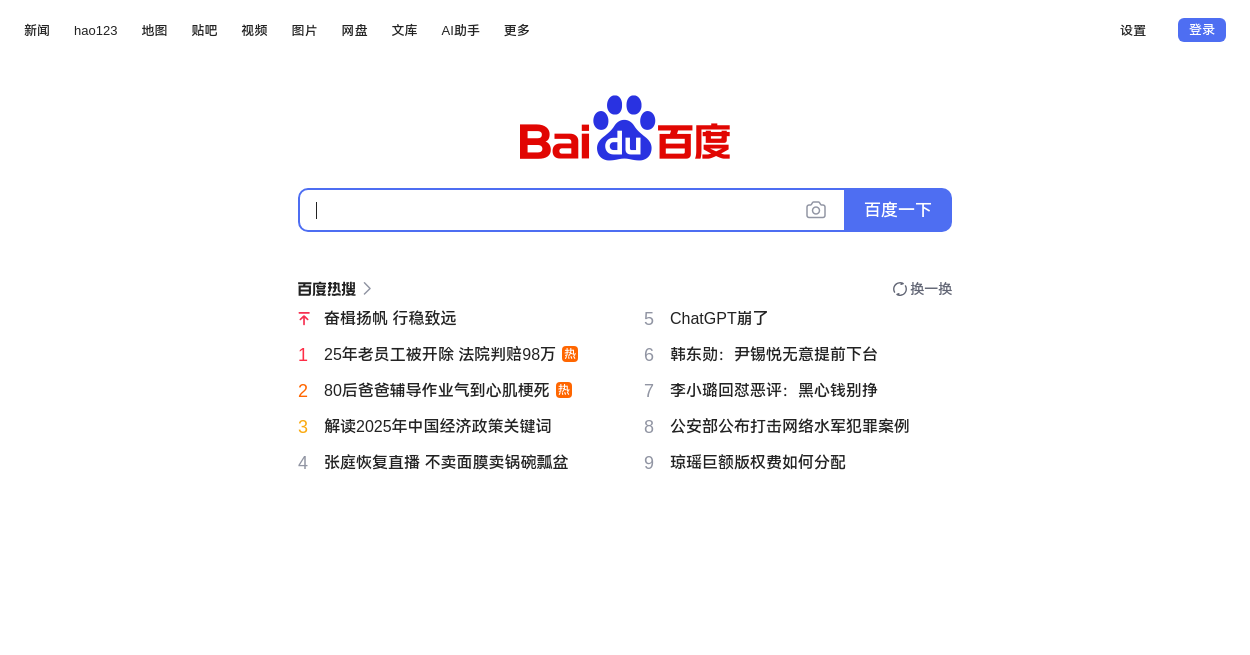 新闻 hao123 地图 贴吧 视频 图片 网盘 文库 AI助手 更多 设置 登录
Bai du 百度
百度一下
百度热搜 换一换
奋楫扬帆 行稳致远
1 25年老员工被开除 法院判赔98万 热
2 80后爸爸辅导作业气到心肌梗死 热
3 解读2025年中国经济政策关键词
4 张庭恢复直播 不卖面膜卖锅碗瓢盆
5 ChatGPT崩了
6 韩东勋：尹锡悦无意提前下台
7 李小璐回怼恶评：黑心钱别挣
8 公安部公布打击网络水军犯罪案例
9 琼瑶巨额版权费如何分配